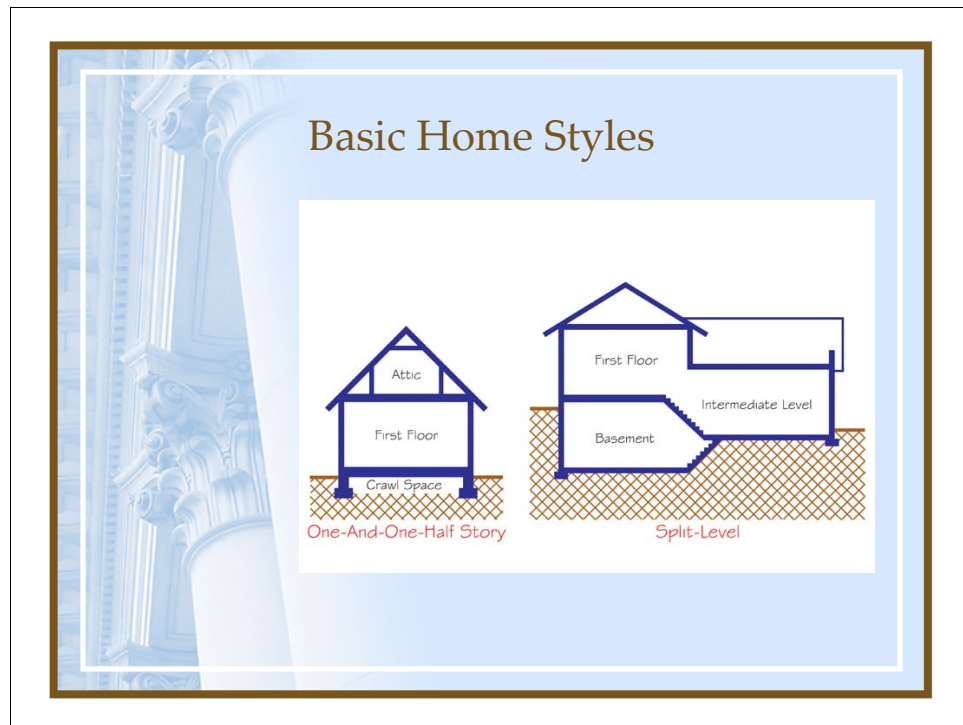 Basic Home Styles
Attic
First Floor
Crawl Space
One-And-One-Half Story
First Floor
Intermediate Level
Basement
Split-Level